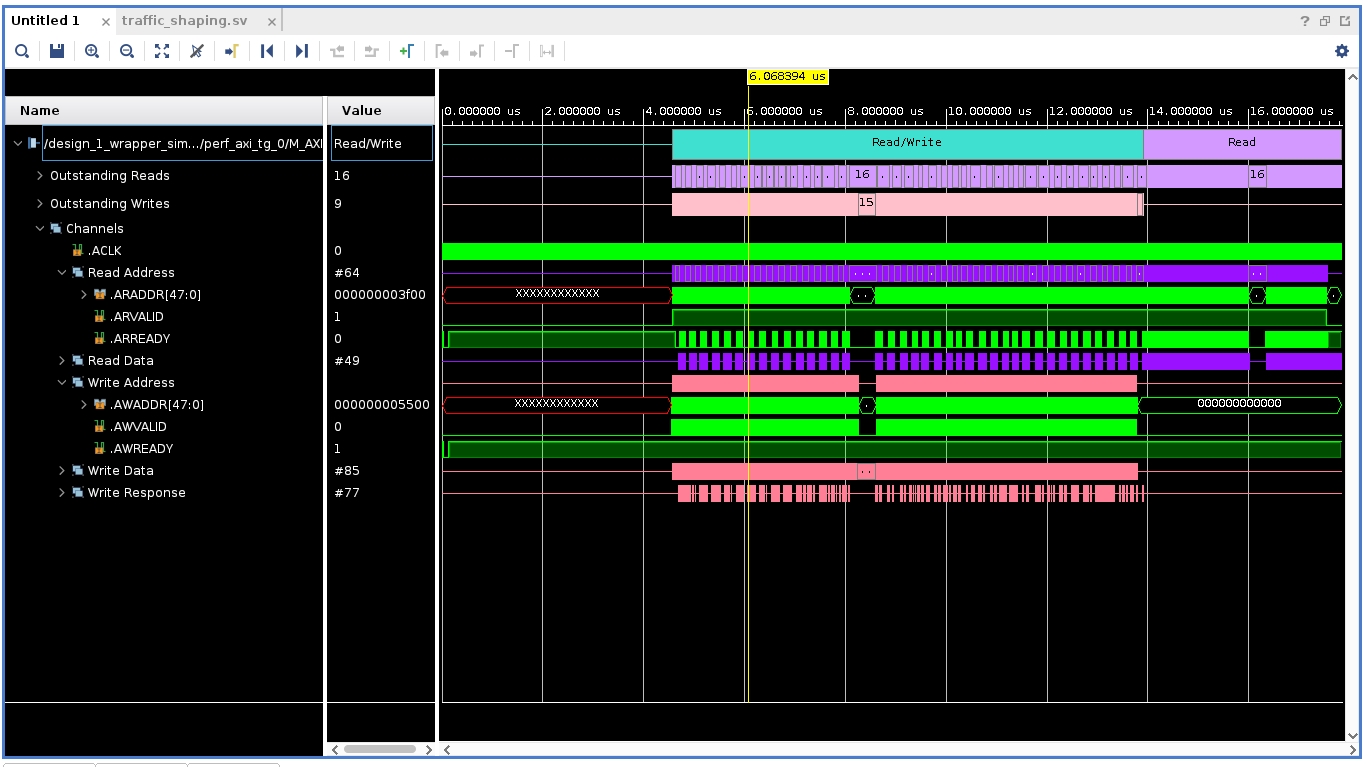 Untitled 1 × traffic_shaping.sv ×
6.068394 us
Name Value
0.000000 us 2.000000 us 4.000000 us 6.000000 us 8.000000 us 10.000000 us 12.000000 us 14.000000 us 16.000000 us
/design_1_wrapper_sim.../perf_axi_tg_0/M_AXI Read/Write Read/Write Read
Outstanding Reads 16 16 16
Outstanding Writes 9 15
Channels
.ACLK 0
Read Address #64
.ARADDR[47:0] 000000003f00 XXXXXXXXXXXX
.ARVALID 1
.ARREADY 0
Read Data #49
Write Address
.AWADDR[47:0] 000000005500 XXXXXXXXXXXX 000000000000
.AWVALID 0
.AWREADY 1
Write Data #85
Write Response #77